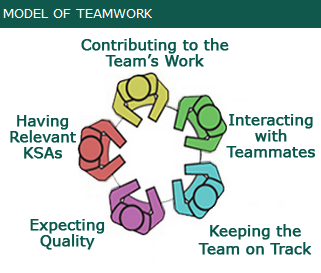 MODEL OF TEAMWORK
Contributing to the
Team's Work
Having
Relevant
KSAs
Interacting
with
Teammates
Expecting
Quality
Keeping the
Team on Track